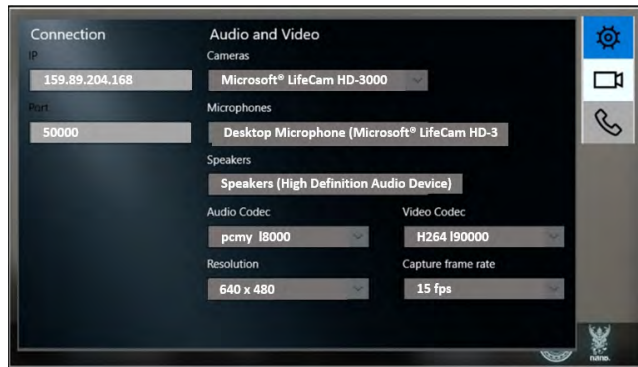 Connection
IP
159.89.204.168
Port
50000
Audio and Video
Cameras
Microsoft® LifeCam HD-3000
Microphones
Desktop Microphone (Microsoft® LifeCam HD-3
Speakers
Speakers (High Definition Audio Device)
Audio Codec
Video Codec
pcmy l8000
H264 l90000
Resolution
Capture frame rate
640 x 480
15 fps